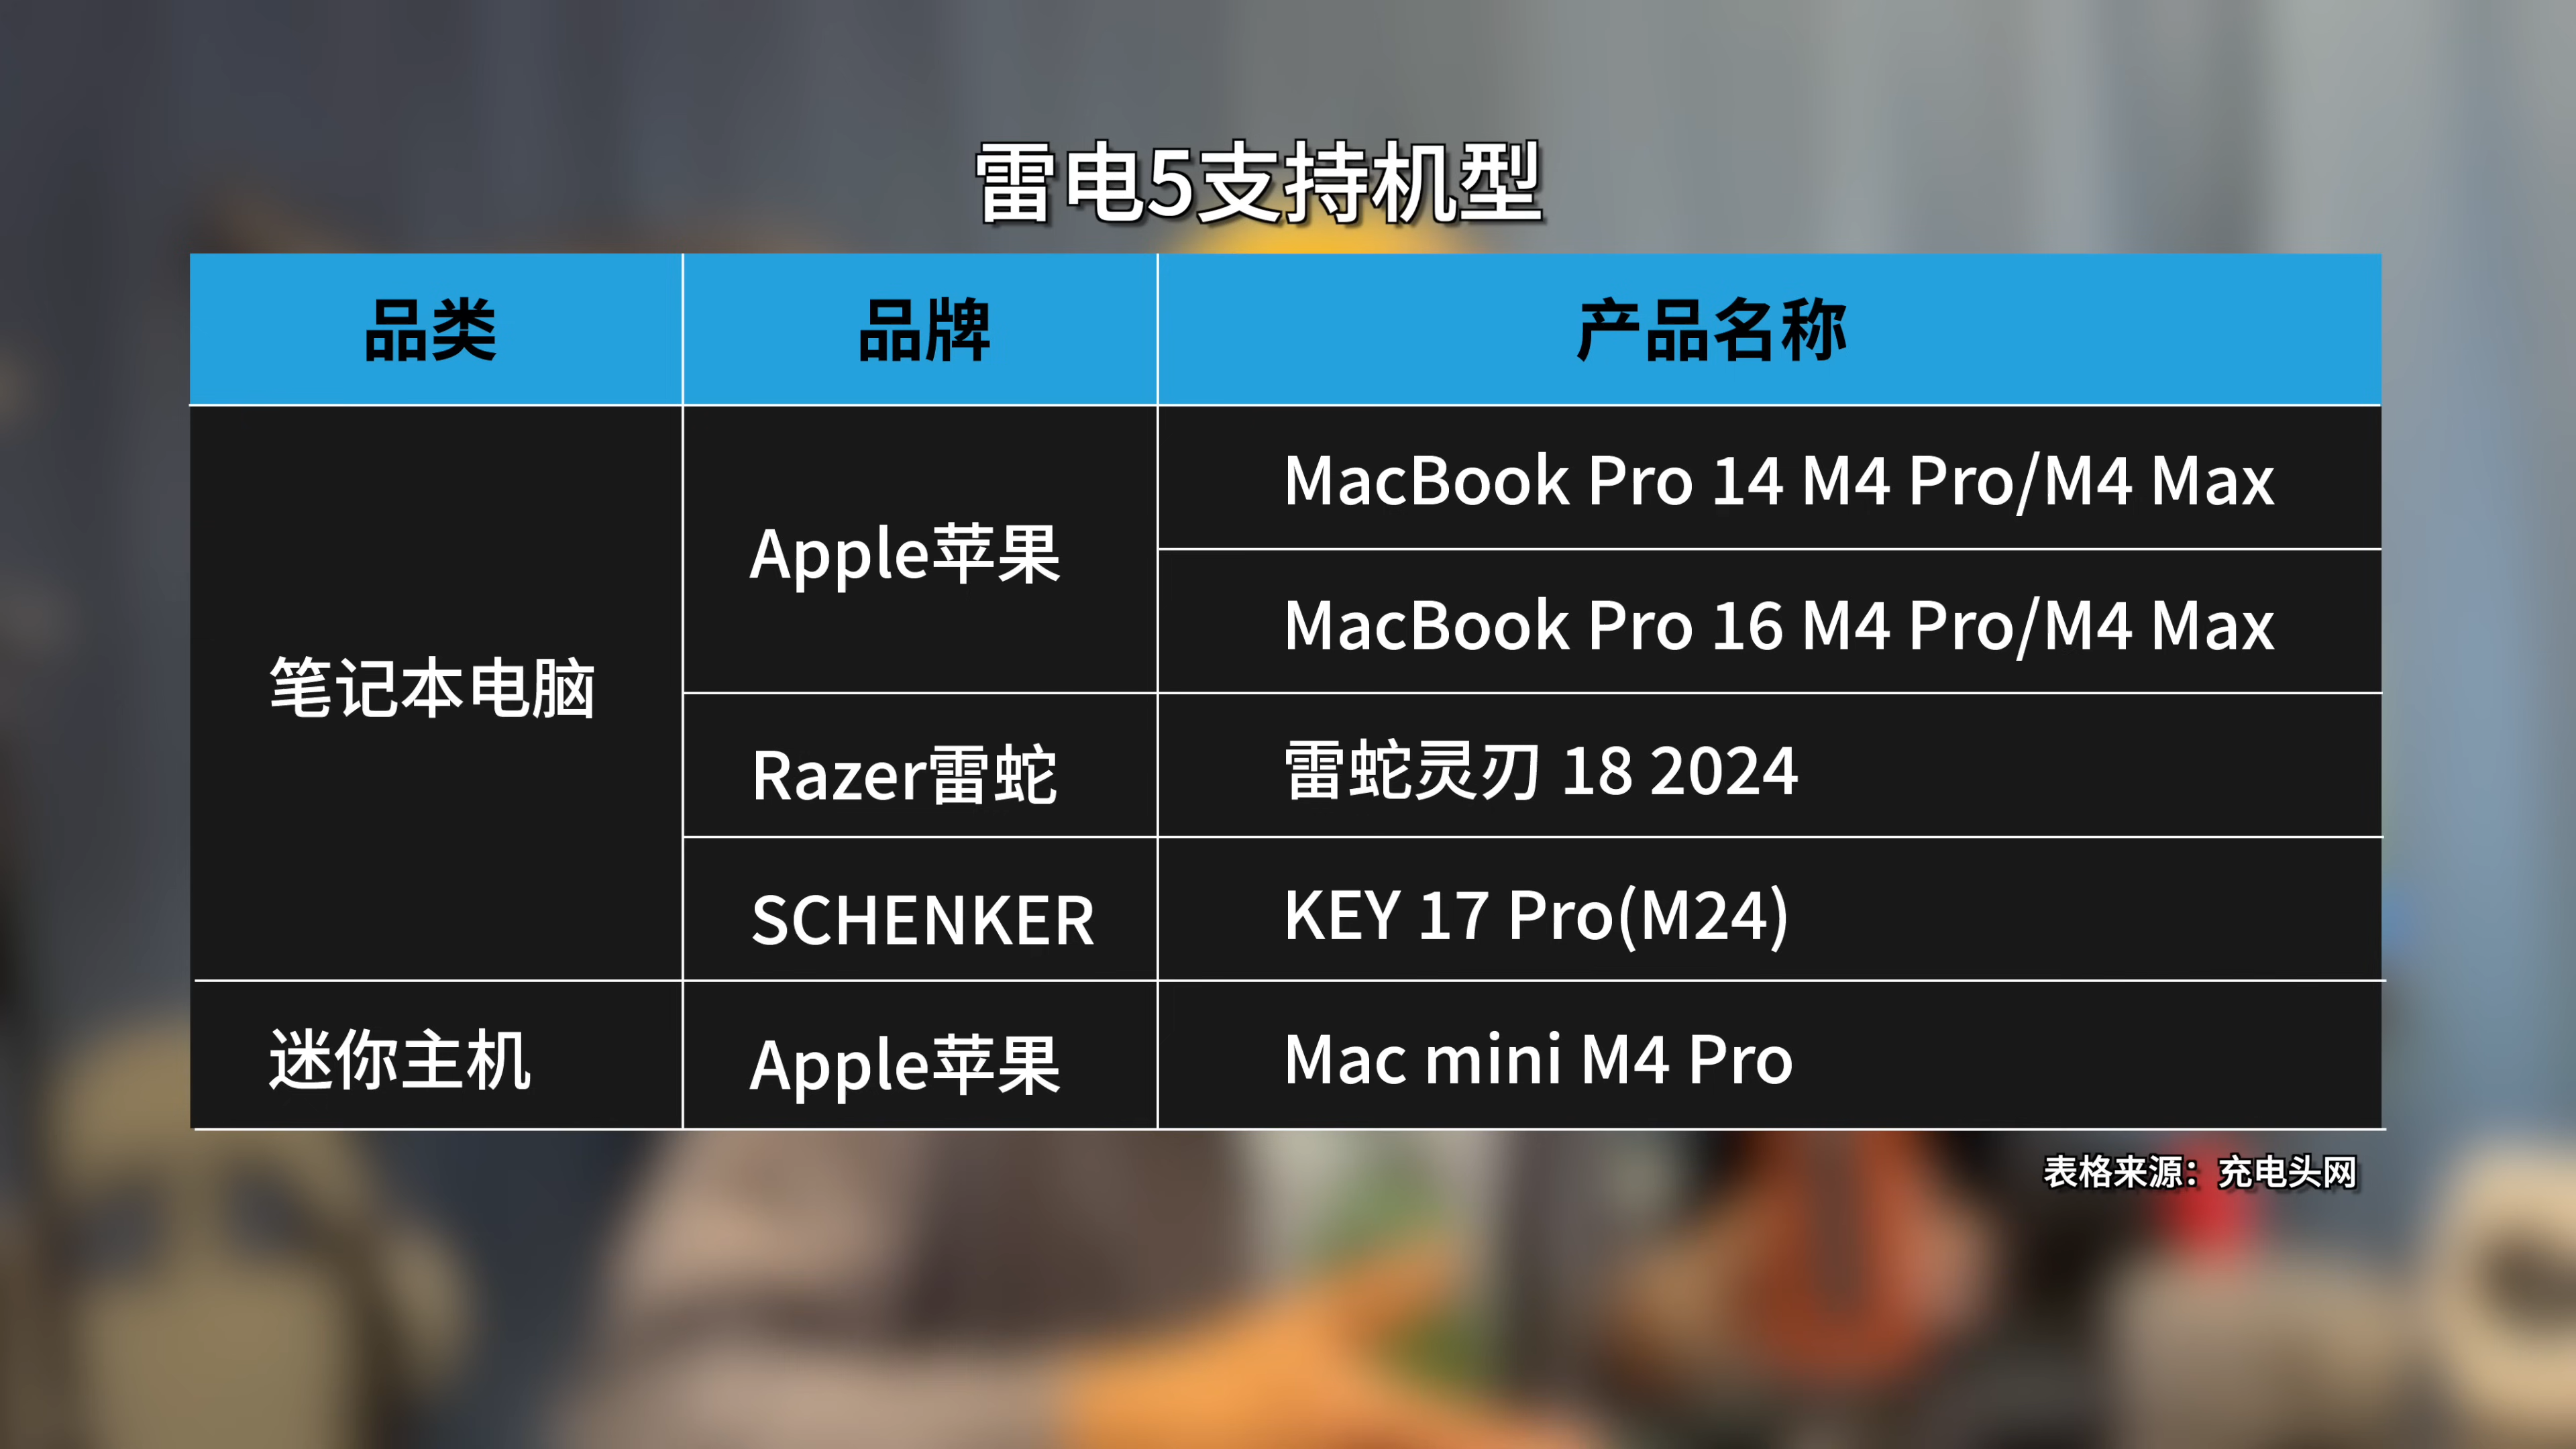 雷电5支持机型
品类 品牌 产品名称
笔记本电脑 Apple苹果 MacBook Pro 14 M4 Pro/M4 Max
MacBook Pro 16 M4 Pro/M4 Max
Razer雷蛇 雷蛇灵刃 18 2024
SCHENKER KEY 17 Pro(M24)
迷你主机 Apple苹果 Mac mini M4 Pro
表格来源：充电头网